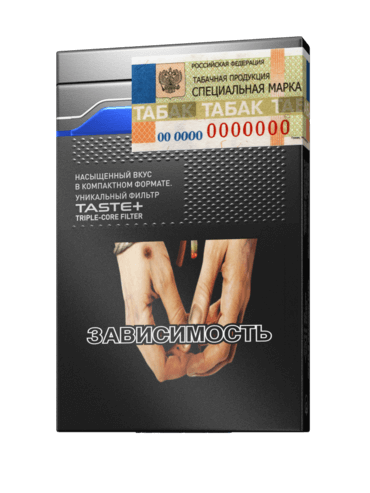 РОССИЙСКАЯ ФЕДЕРАЦИЯ
ТАБАЧНАЯ ПРОДУКЦИЯ
СПЕЦИАЛЬНАЯ МАРКА
ТАБАК ТАБАК 1
00 0000 0000000
НАСЫЩЕННЫЙ ВКУС
В КОМПАКТНОМ ФОРМАТЕ.
УНИКАЛЬНЫЙ ФИЛЬТР
TASTE+
TRIPLE-CORE FILTER
ЗАВИСИМОСТЬ